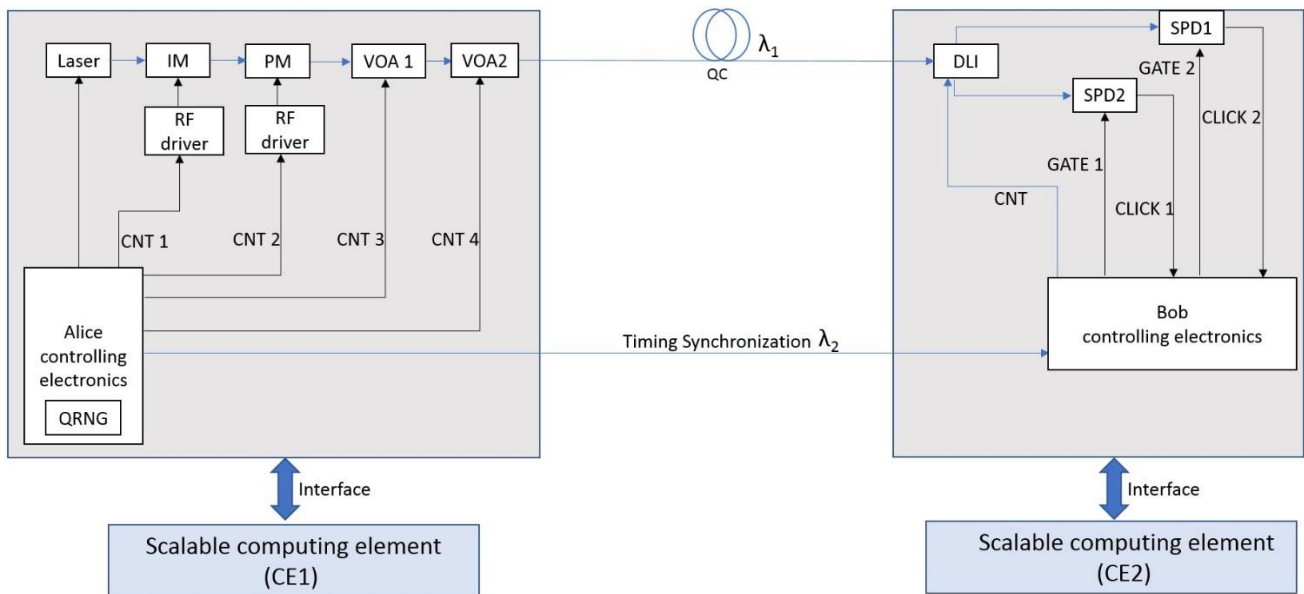 Laser
IM
PM
VOA 1
VOA2
RF
driver
RF
driver
CNT 1
CNT 2
CNT 3
CNT 4
Alice
controlling
electronics
QRNG
λ1
QC
Timing Synchronization λ2
DLI
SPD1
SPD2
GATE 2
CLICK 2
GATE 1
CNT
CLICK 1
Bob
controlling electronics
Interface
Interface
Scalable computing element
(CE1)
Scalable computing element
(CE2)